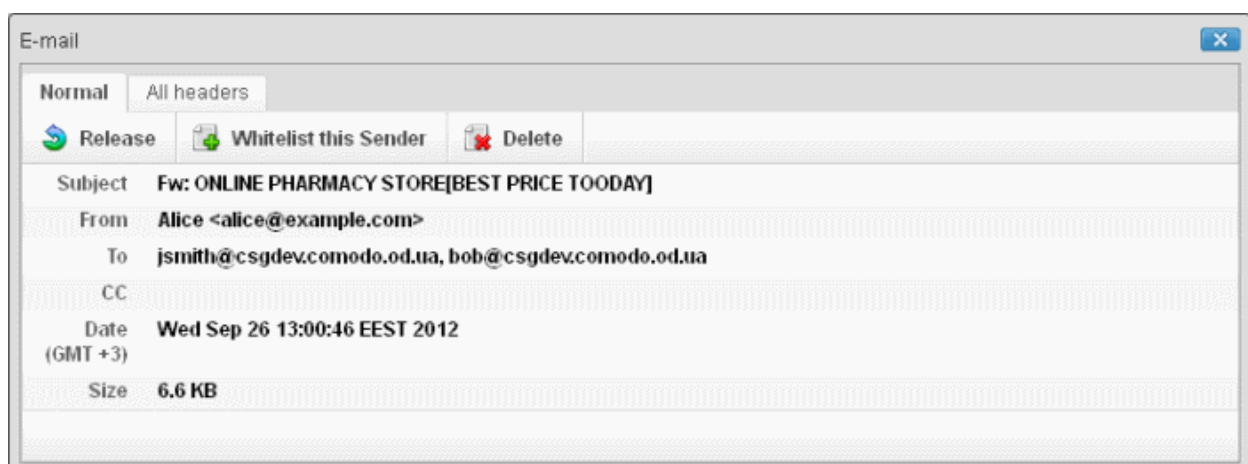 E-mail
Normal All headers
Release Whitelist this Sender Delete
Subject Fw: ONLINE PHARMACY STORE[BEST PRICE TOODAY]
From Alice <alice@example.com>
To jsmith@csgdev.comodo.od.ua, bob@csgdev.comodo.od.ua
CC
Date Wed Sep 26 13:00:46 EEST 2012
(GMT +3)
Size 6.6 KB